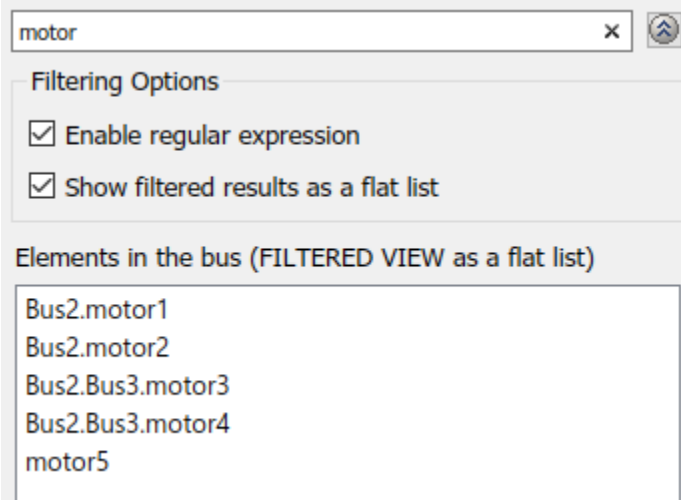 motor
Filtering Options
Enable regular expression
Show filtered results as a flat list
Elements in the bus (FILTERED VIEW as a flat list)
Bus2.motor1
Bus2.motor2
Bus2.Bus3.motor3
Bus2.Bus3.motor4
motor5